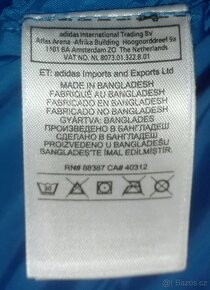 adidas International Trading BV
Atlas Arena -Afrika Building Hoogoorddreef 9a
1101 BA Amsterdam ZO The Netherlands
VAT NO. NL 8073.01.322.B.01
ET: adidas Imports and Exports Ltd
MADE IN BANGLADESH
FABRIQUÉ AU BANGLADESH
FABRICADO EN BANGLADESH
FABRICADO NO BANGLADESH
GYÁRTVA: BANGLADES
ПРОИЗВЕДЕНО В БАНГЛАДЕШ
СДЕЛАНО В БАНГЛАДЕШ
BANGLADEŞ'TE İMAL EDİLMİŞTİR.
RN# 88387 CA# 40312
30
Bazos.cz